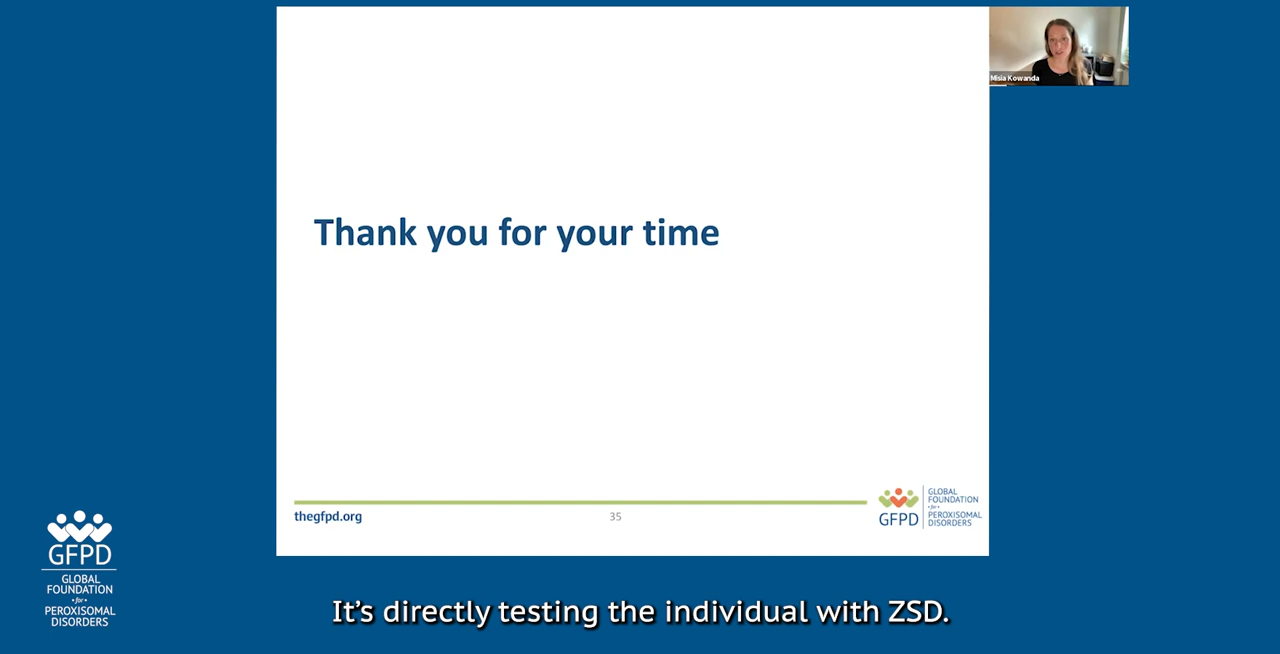 Misia Kowanda
Thank you for your time
thegfpd.org
35
GFPD
GLOBAL
FOUNDATION
for
PEROXISOMAL
DISORDERS
GFPD
GLOBAL
FOUNDATION
•for•
PEROXISOMAL
DISORDERS
It's directly testing the individual with ZSD.